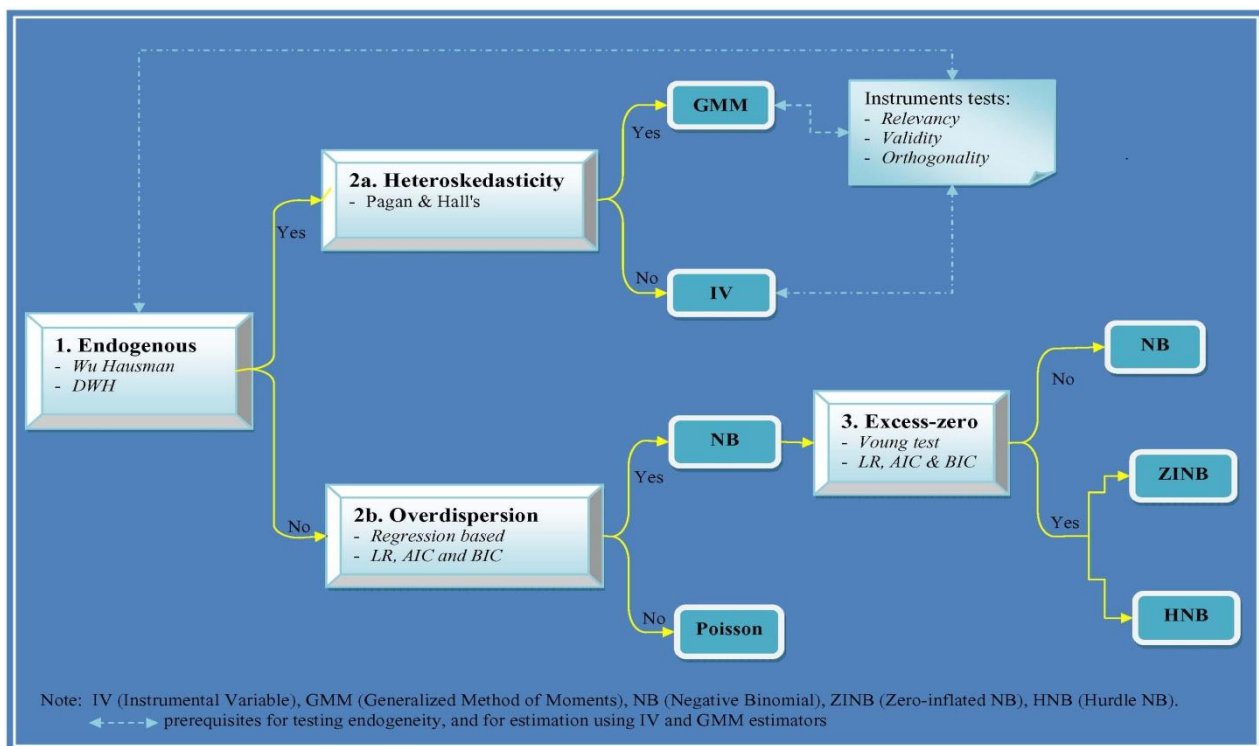 GMM
Instruments tests:
- Relevancy
- Validity
- Orthogonality
Yes
2a. Heteroskedasticity
- Pagan & Hall's
Yes
No
IV
1. Endogenous
- Wu Hausman
- DWH
NB
No
NB
3. Excess-zero
- Voung test
- LR, AIC & BIC
Yes
ZINB
Yes
2b. Overdispersion
- Regression based
- LR, AIC and BIC
No
No
Poisson
HNB
Note: IV (Instrumental Variable), GMM (Generalized Method of Moments), NB (Negative Binomial), ZINB (Zero-inflated NB), HNB (Hurdle NB).
prerequisites for testing endogeneity, and for estimation using IV and GMM estimators